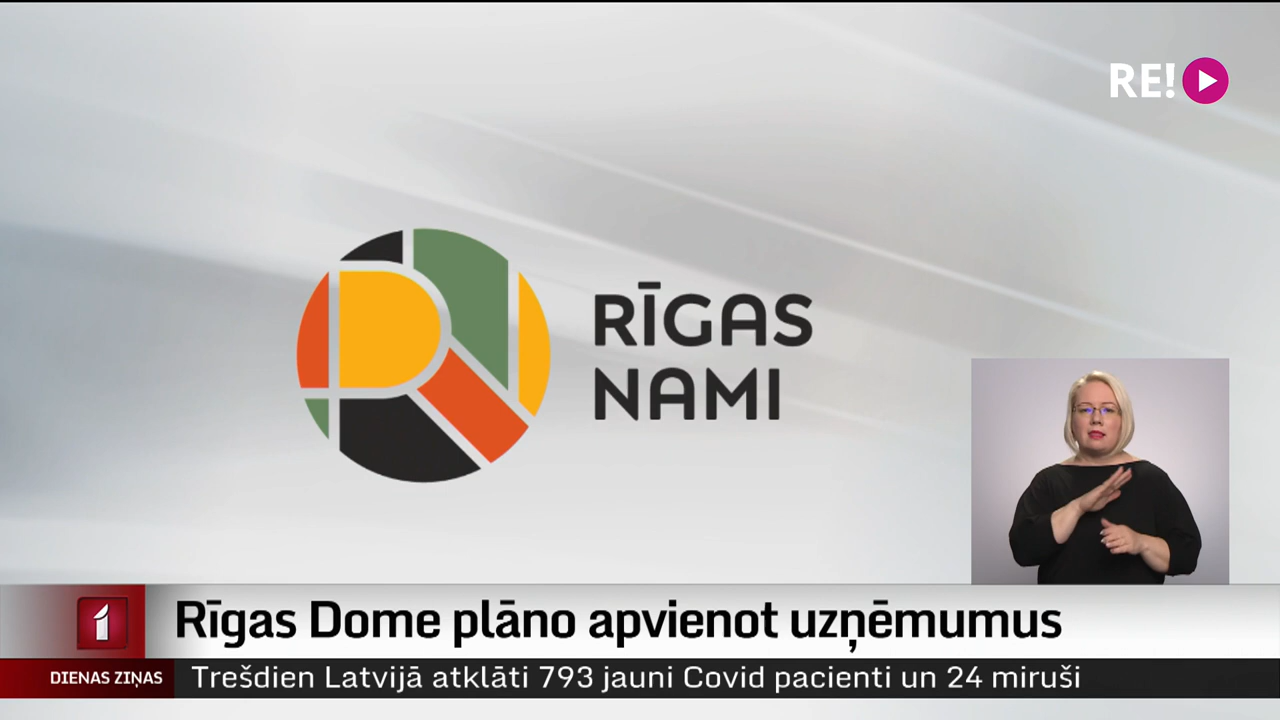 RE!
RĪGAS
NAMI
1
Rīgas Dome plāno apvienot uzņēmumus
DIENAS ZIŅAS
Trešdien Latvijā atklāti 793 jauni Covid pacienti un 24 miruši